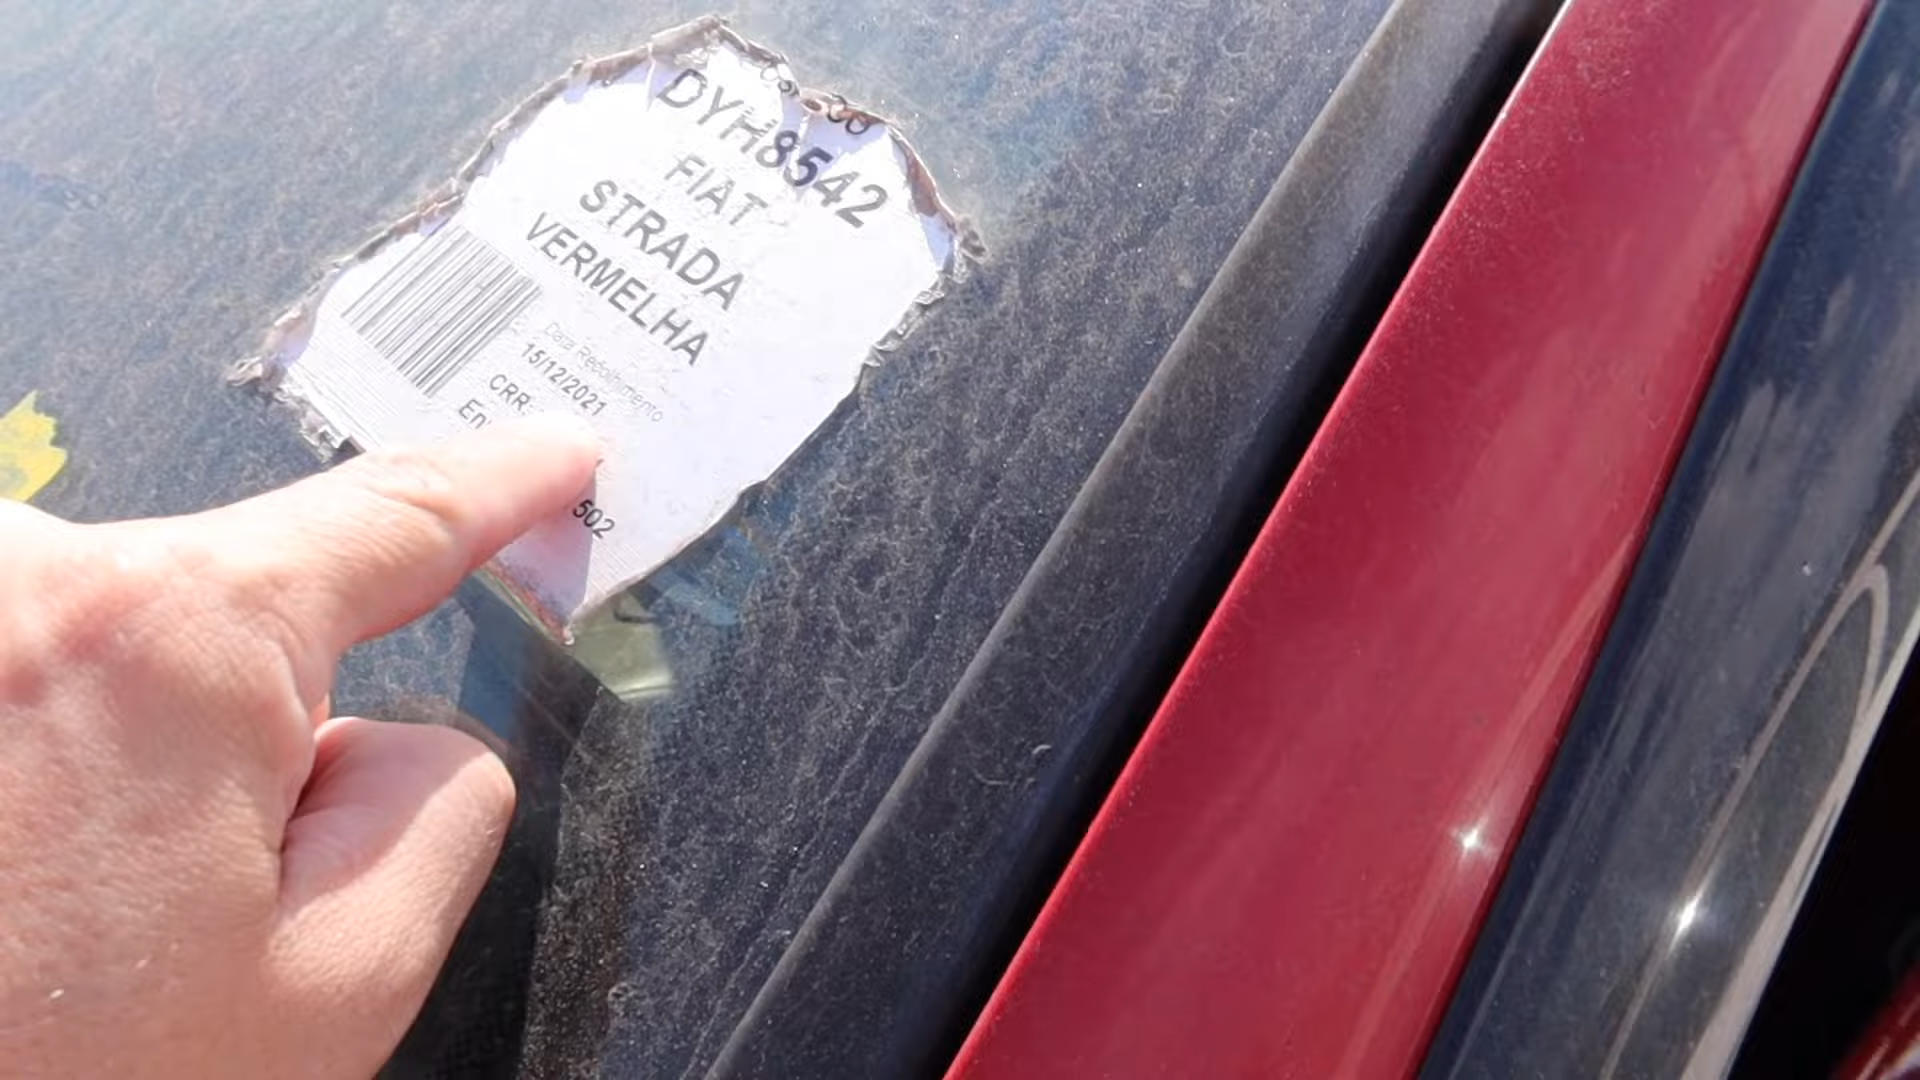 DYH8542
FIAT
STRADA
VERMELHA
Data Recolhimento
15/12/2021
CRR:
502